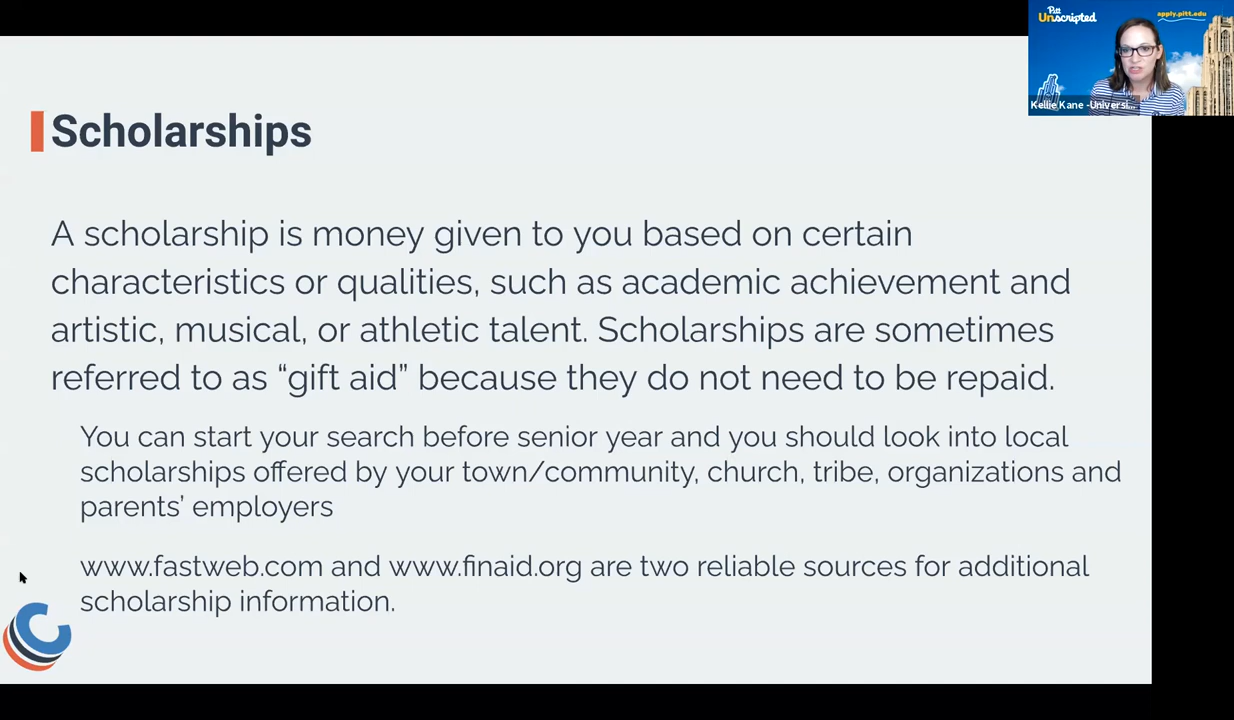 Pitt
Unscripted
apply.pitt.edu
Kellie Kane -Universi...
Scholarships
A scholarship is money given to you based on certain
characteristics or qualities, such as academic achievement and
artistic, musical, or athletic talent. Scholarships are sometimes
referred to as “gift aid” because they do not need to be repaid.
You can start your search before senior year and you should look into local
scholarships offered by your town/community, church, tribe, organizations and
parents’ employers
www.fastweb.com and www.finaid.org are two reliable sources for additional
scholarship information.